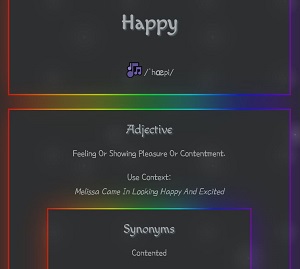 Happy
/ˈhæpi/
Adjective
Feeling Or Showing Pleasure Or Contentment.
Use Context:
Melissa Came In Looking Happy And Excited
Synonyms
Contented